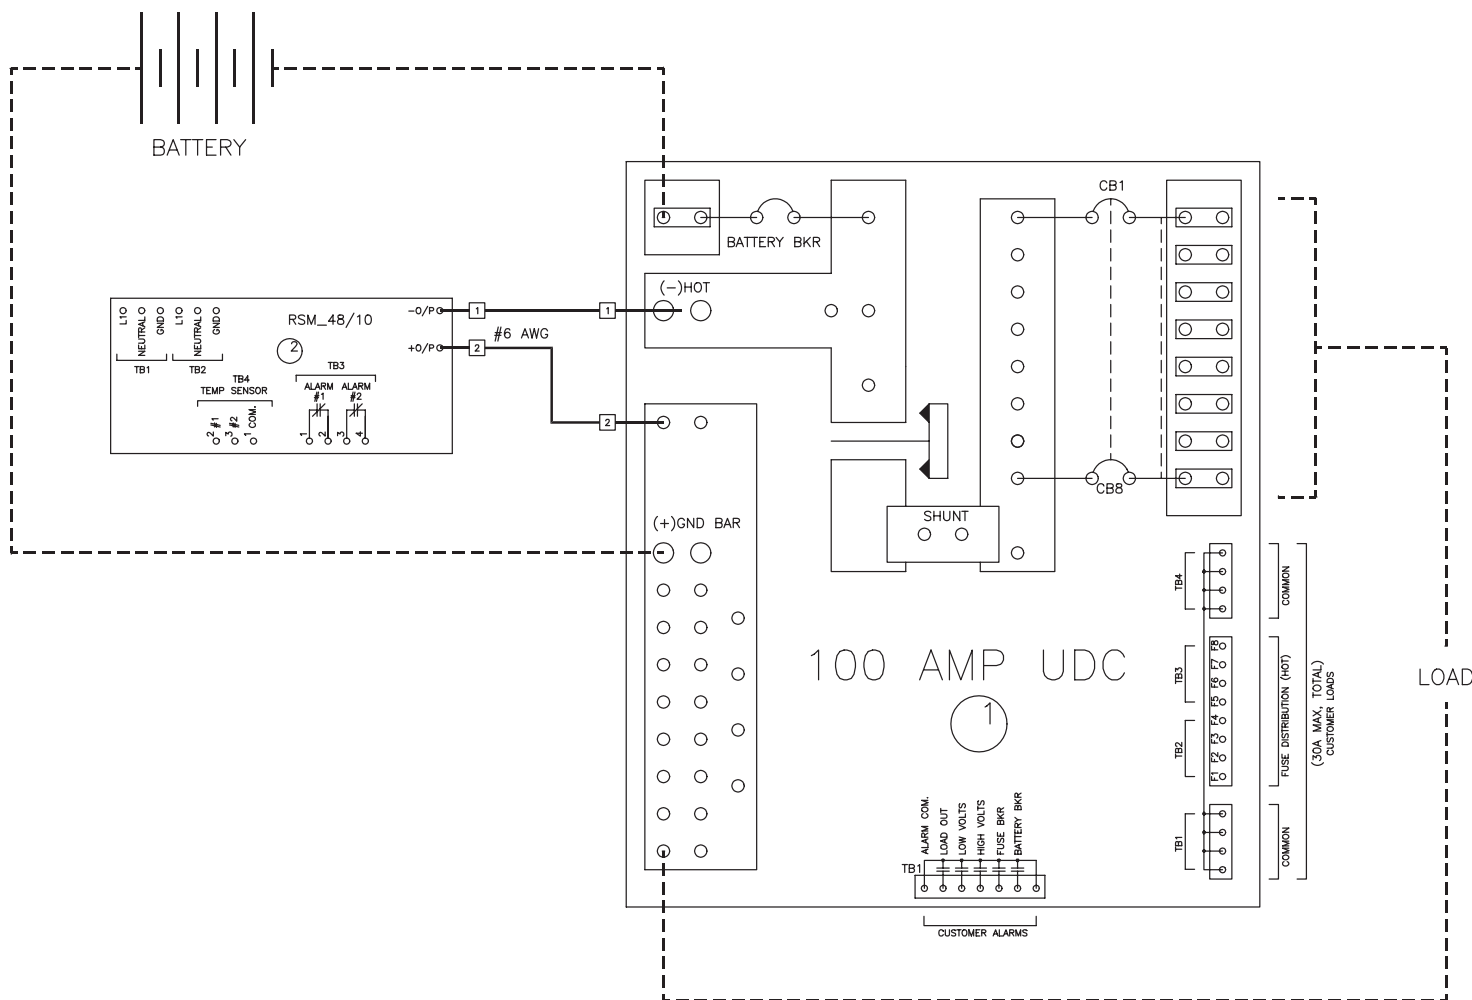 BATTERY
CB1
BATTERY BKR
(-)HOT
L1
NEUTRAL
GND
L1
NEUTRAL
GND
TB1
TB2
RSM_48/10
2
-O/P
+O/P
1
1
#6 AWG
2
2
TB4
TEMP SENSOR
2 #1
3 #2
1 COM.
TB3
ALARM #1
ALARM #2
1
2
3
4
CB8
SHUNT
(+)GND BAR
100 AMP UDC
1
TB4
COMMON
TB3
TB2
F8
F7
F6
F5
F4
F3
F2
F1
FUSE DISTRIBUTION (HOT)
(30A MAX, TOTAL)
CUSTOMER LOADS
TB1
COMMON
LOAD
ALARM COM.
LOAD OUT
LOW VOLTS
HIGH VOLTS
FUSE BKR
BATTERY BKR
TB1
CUSTOMER ALARMS